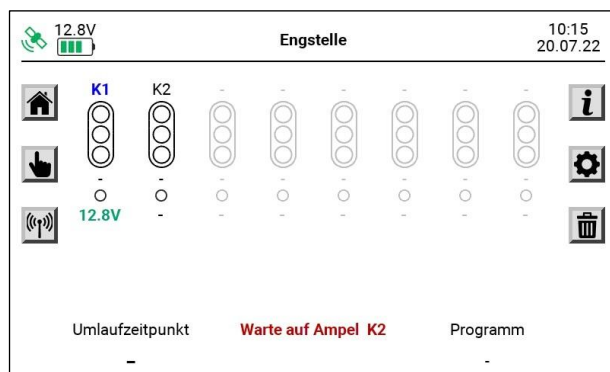 12.8V
Engstelle
10:15
20.07.22
K1 K2 - - - - - -
- - - - - - - -
12.8V - - - - - - -
Umlaufzeitpunkt Warte auf Ampel K2 Programm
- -